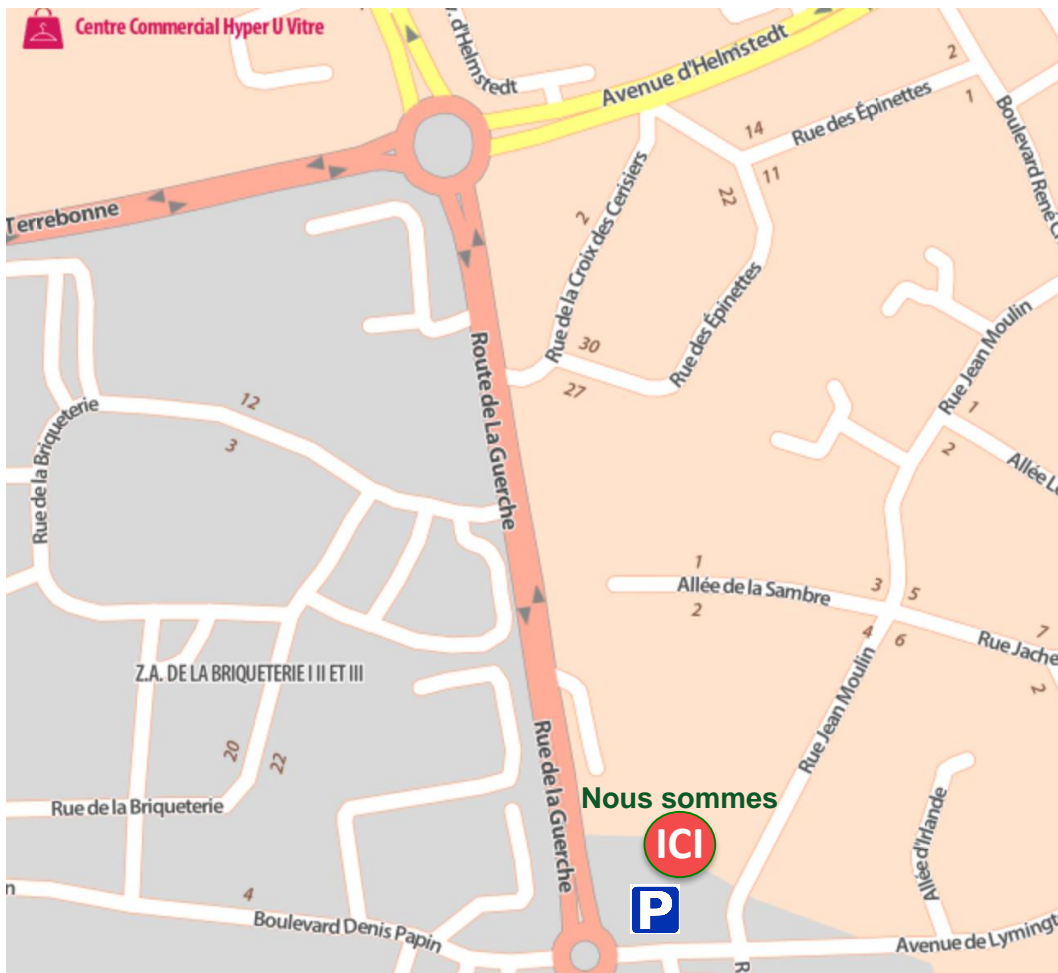 Centre Commercial Hyper U Vitre
d'Helmstedt
Avenue d'Helmstedt
2
1
Rue des Épinettes
14
11
22
Boulevard René
Terrebonne
2
Rue de la Croix des Cerisiers
Rue des Épinettes
30
27
Route de La Guerche
Rue Jean Moulin
1
2
Allée
12
3
Rue de la Briqueterie
1
Allée de la Sambre
2
3
5
4
6
7
Rue Jache
2
Z.A. DE LA BRIQUETERIE I II ET III
Rue Jean Moulin
20
22
Rue de la Briqueterie
Rue de la Guerche
Nous sommes
ICI
P
Allée d'Irlande
n
4
Boulevard Denis Papin
Avenue de Lymingt
R